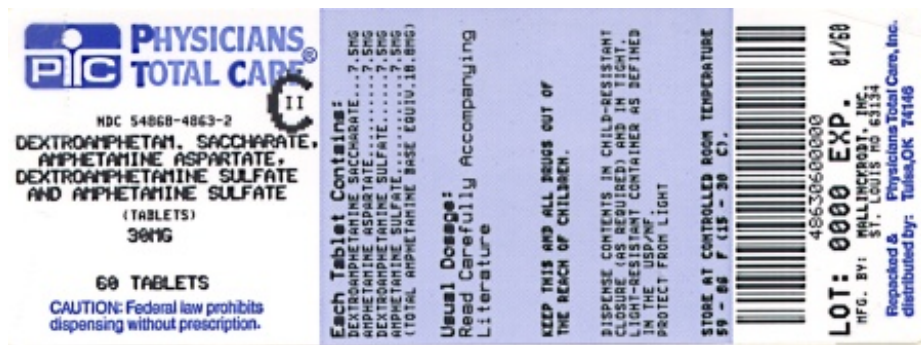 PTC
PHYSICIANS
TOTAL CARE®
CII
NDC 54868-4863-2
DEXTROAMPHETAM. SACCHARATE,
AMPHETAMINE ASPARTATE,
DEXTROAMPHETAMINE SULFATE
AND AMPHETAMINE SULFATE
(TABLETS)
30MG
60 TABLETS
CAUTION: Federal law prohibits
dispensing without prescription.
Each Tablet Contains:
DEXTROAMPHETAMINE SACCHARATE...7.5MG
AMPHETAMINE ASPARTATE..........7.5MG
DEXTROAMPHETAMINE SULFATE......7.5MG
AMPHETAMINE SULFATE............7.5MG
(TOTAL AMPHETAMINE BASE EQUIV.18.8MG)
Usual Dosage:
Read Carefully Accompanying
Literature
KEEP THIS AND ALL DRUGS OUT OF
THE REACH OF CHILDREN.
DISPENSE CONTENTS IN CHILD-RESISTANT
CLOSURE (AS REQUIRED) AND IN TIGHT,
LIGHT-RESISTANT CONTAINER AS DEFINED
IN THE USP/NF.
PROTECT FROM LIGHT
STORE AT CONTROLLED ROOM TEMPERATURE
59 - 86 F (15 - 30 C).
48630600000
LOT: 0000 EXP. 01/60
MFG. BY: MALLINCKRODT, INC.
ST. LOUIS MO 63134
Repacked & Physicians Total Care, Inc.
distributed by: Tulsa,OK 74146